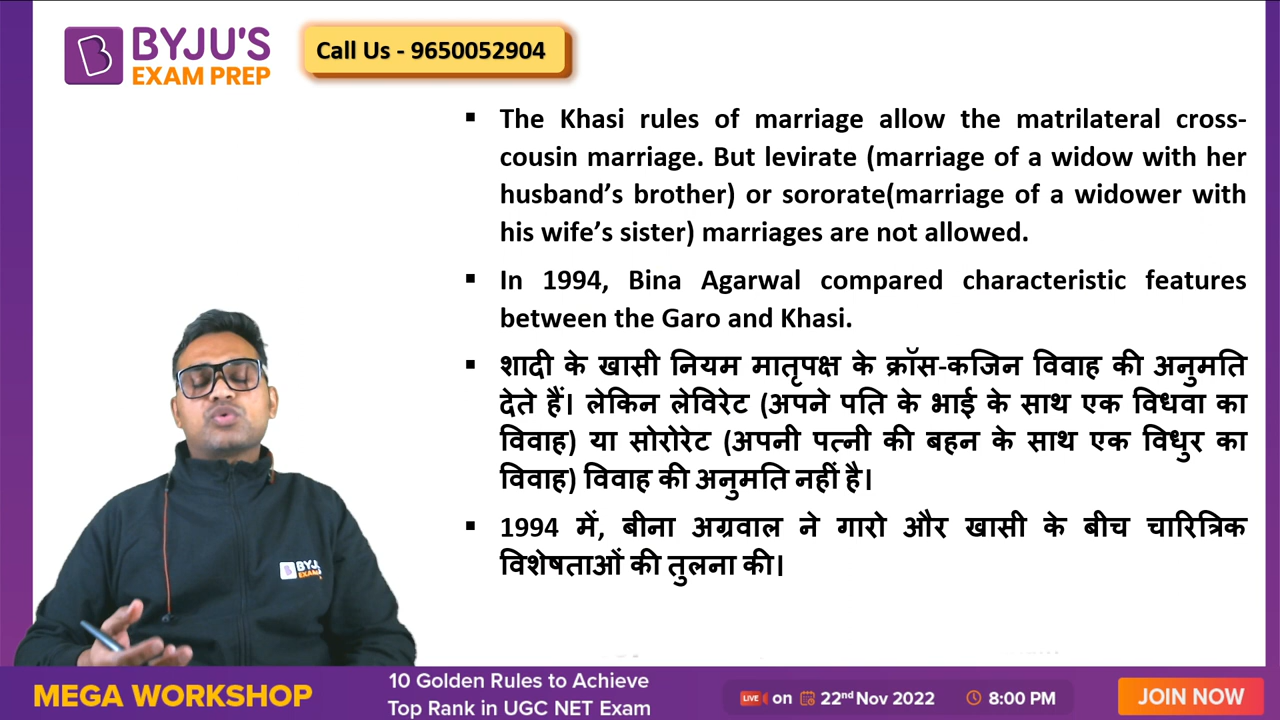 BYJU'S
EXAM PREP
Call Us - 9650052904
▪ The Khasi rules of marriage allow the matrilateral cross-
cousin marriage. But levirate (marriage of a widow with her
husband's brother) or sororate(marriage of a widower with
his wife's sister) marriages are not allowed.
▪ In 1994, Bina Agarwal compared characteristic features
between the Garo and Khasi.
▪ शादी के खासी नियम मातृपक्ष के क्रॉस-कजिन विवाह की अनुमति
देते हैं। लेकिन लेविरेट (अपने पति के भाई के साथ एक विधवा का
विवाह) या सोरोरेट (अपनी पत्नी की बहन के साथ एक विधुर का
विवाह) विवाह की अनुमति नहीं है।
▪ 1994 में, बीना अग्रवाल ने गारो और खासी के बीच चारित्रिक
विशेषताओं की तुलना की।
BYJU
EXAM
MEGA WORKSHOP
10 Golden Rules to Achieve
Top Rank in UGC NET Exam
LIVE on 22nd Nov 2022 8:00 PM
JOIN NOW